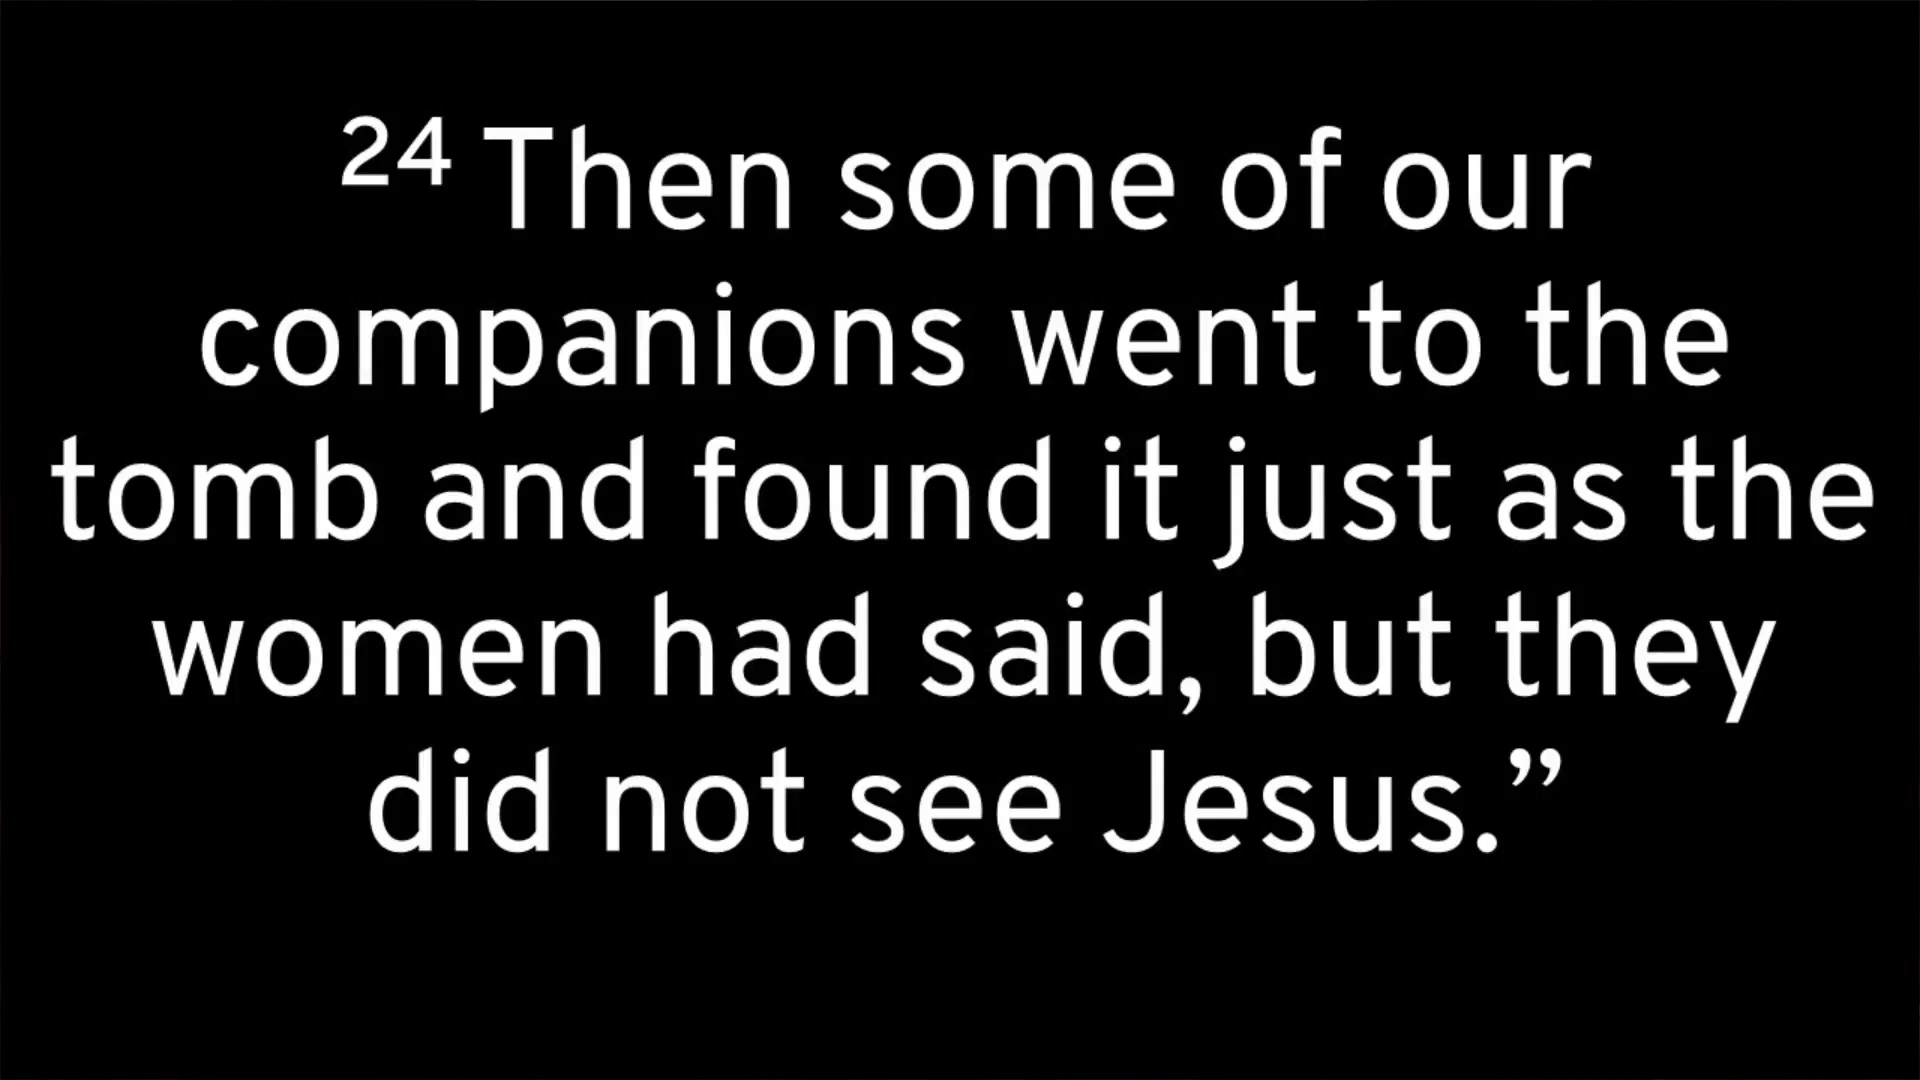 24 Then some of our
companions went to the
tomb and found it just as the
women had said, but they
did not see Jesus.”